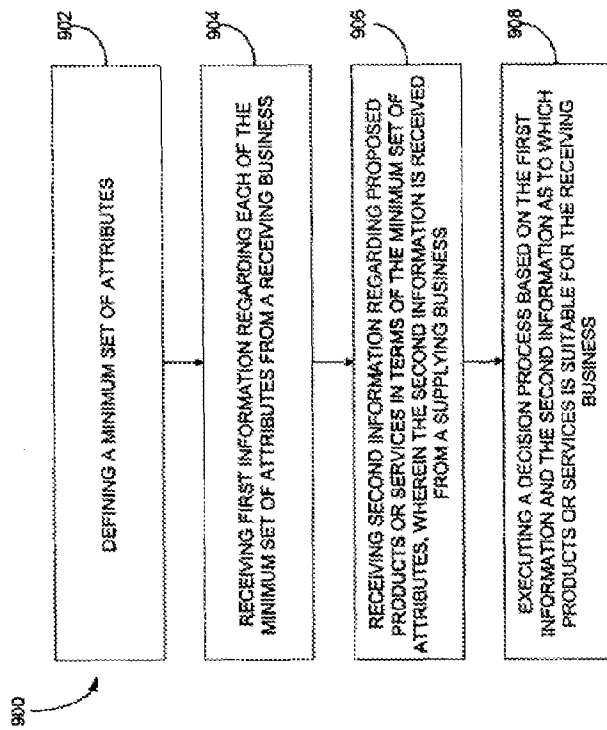 900
902
DEFINING A MINIMUM SET OF ATTRIBUTES
904
RECEIVING FIRST INFORMATION REGARDING EACH OF THE
MINIMUM SET OF ATTRIBUTES FROM A RECEIVING BUSINESS
906
RECEIVING SECOND INFORMATION REGARDING PROPOSED
PRODUCTS OR SERVICES IN TERMS OF THE MINIMUM SET OF
ATTRIBUTES, WHEREIN THE SECOND INFORMATION IS RECEIVED
FROM A SUPPLYING BUSINESS
908
EXECUTING A DECISION PROCESS BASED ON THE FIRST
INFORMATION AND THE SECOND INFORMATION AS TO WHICH
PRODUCTS OR SERVICES IS SUITABLE FOR THE RECEIVING
BUSINESS